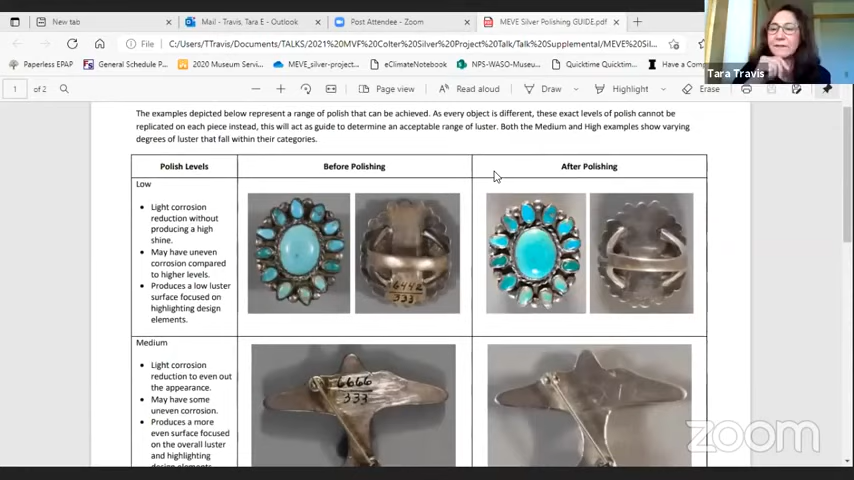 New tab
Mail - Travis, Tara E - Outlook
Post Attendee - Zoom
MEVE Silver Polishing GUIDE.pdf
File
C:/Users/TTravis/Documents/TALKS/2021%20MVF%20Colter%20Silver%20Project%20Talk/Talk%20Supplemental/MEVE%20Sil...
Paperless EPAP
General Schedule P...
2020 Museum Servi...
MEVE_silver-project...
eClimateNotebook
NPS-WASO-Museu...
Quicktime Quicktim...
Have a Comp
Tara Travis
1
of 2
Page view
Read aloud
Draw
Highlight
Erase
The examples depicted below represent a range of polish that can be achieved. As every object is different, these exact levels of polish cannot be
replicated on each piece instead, this will act as guide to determine an acceptable range of luster. Both the Medium and High examples show varying
degrees of luster that fall within their categories.
Polish Levels
Before Polishing
After Polishing
Low
• Light corrosion
reduction without
producing a high
shine.
• May have uneven
corrosion compared
to higher levels.
• Produces a low luster
surface focused on
highlighting design
elements.
6442
333
Medium
• Light corrosion
reduction to even out
the appearance.
• May have some
uneven corrosion.
• Produces a more
even surface focused
on the overall luster
and highlighting
design elements
6666
333
zoom